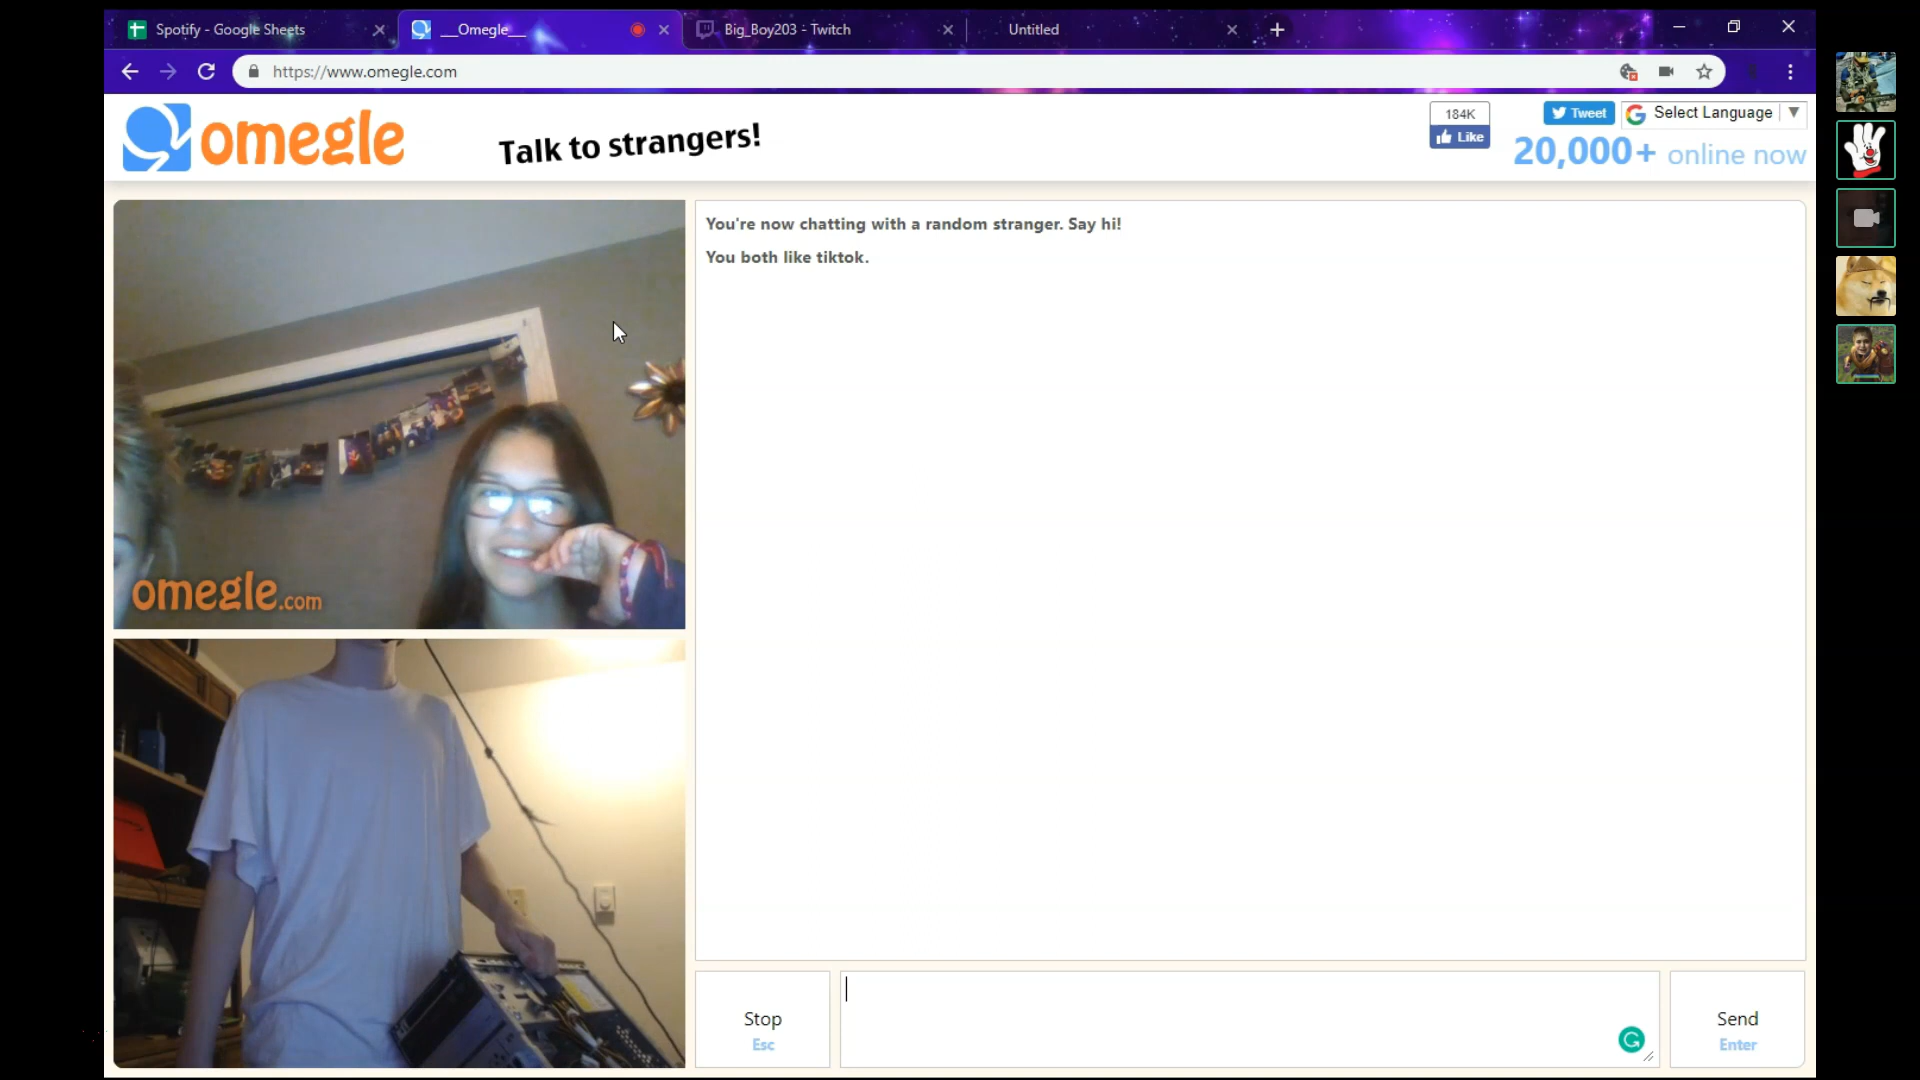 Spotify - Google Sheets
__Omegle__
Big_Boy203 - Twitch
Untitled
https://www.omegle.com
omegle
Talk to strangers!
184K
Like
Tweet
Select Language
20,000+ online now
You're now chatting with a random stranger. Say hi!
You both like tiktok.
omegle.com
Stop
Esc
Send
Enter